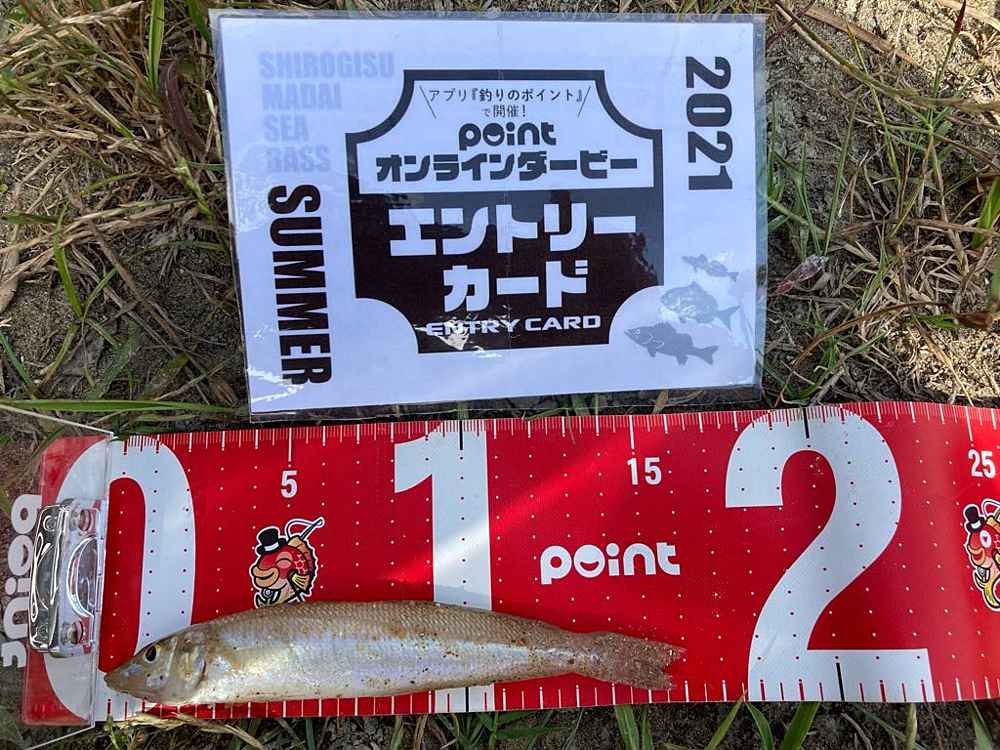 SHIROGISU
MADAI
SEA
BASS
SUMMER
2021
アプリ『釣りのポイント』
で開催!
point
オンラインダービー
エントリー
カード
ENTRY CARD
0
5
1
15
2
25
point
point